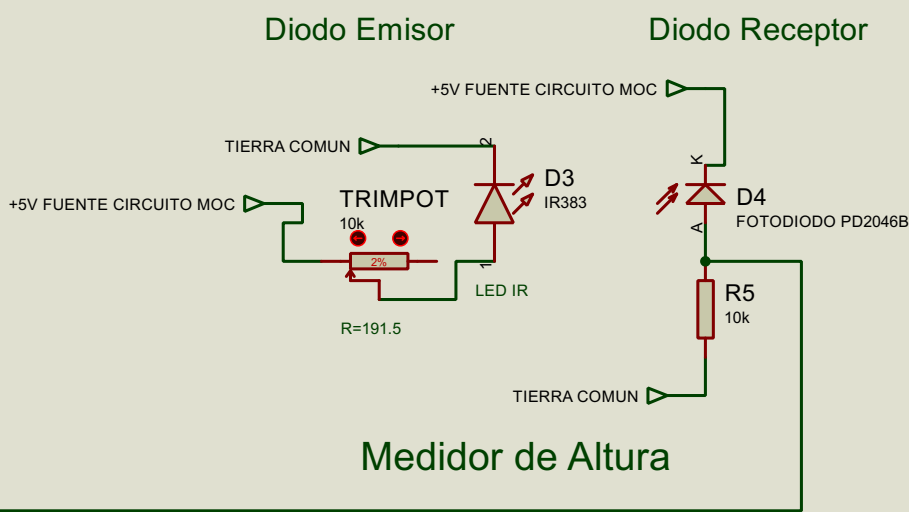 Diodo Emisor
Diodo Receptor
+5V FUENTE CIRCUITO MOC
TIERRA COMUN
2
D3
IR383
K
+5V FUENTE CIRCUITO MOC
TRIMPOT
10k
2%
1
LED IR
R=191.5
D4
FOTODIODO PD2046B
A
R5
10k
TIERRA COMUN
Medidor de Altura